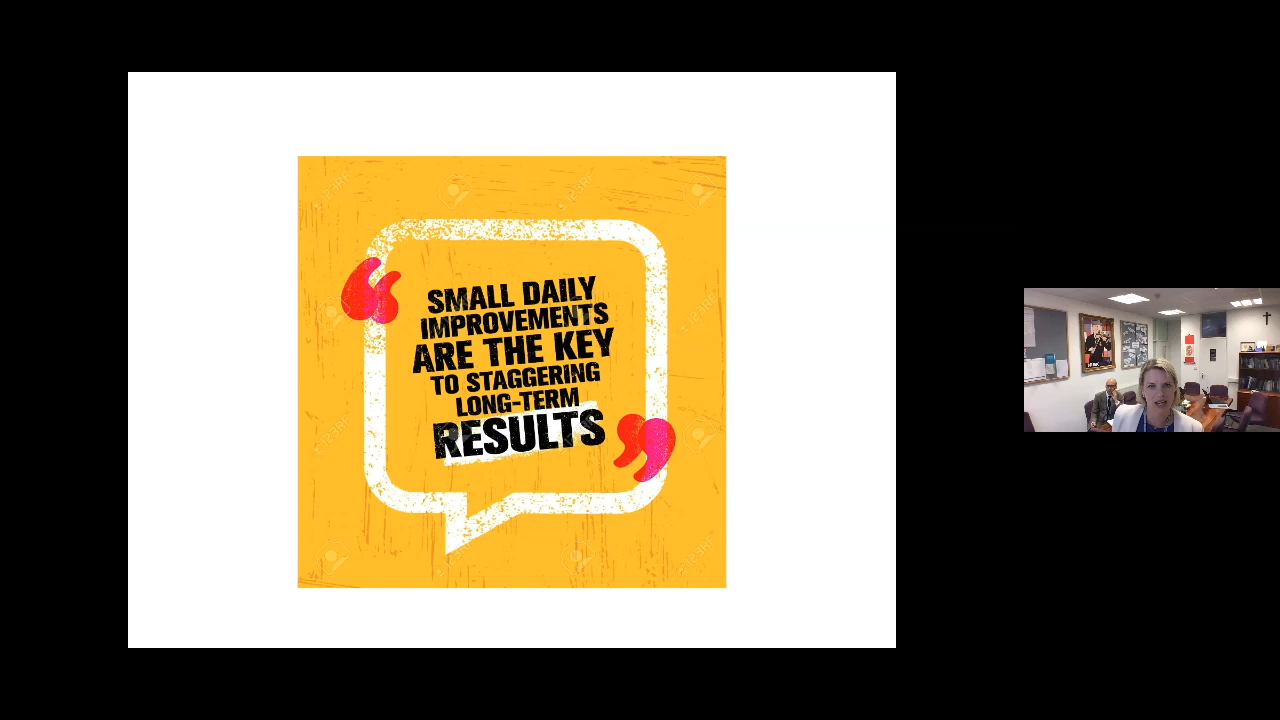 SMALL DAILY
IMPROVEMENTS
ARE THE KEY
TO STAGGERING
LONG-TERM
RESULTS